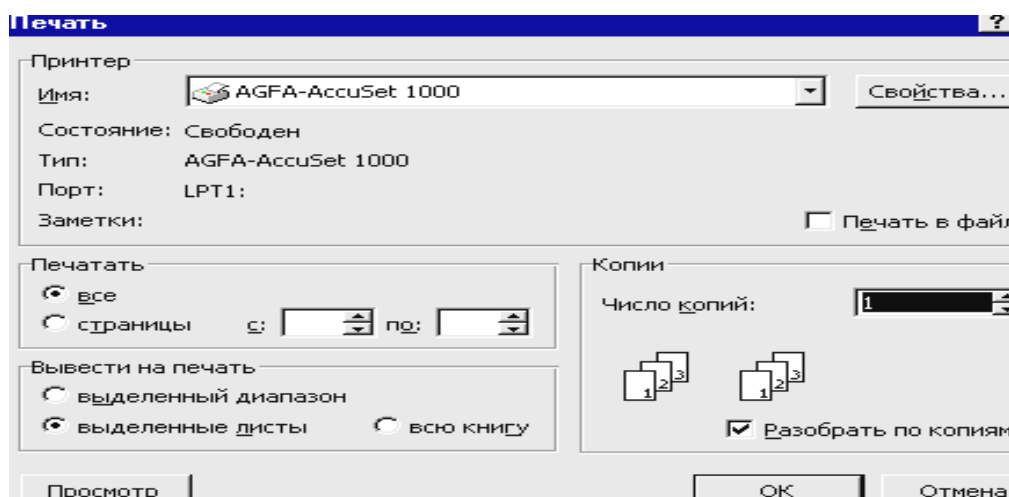 Печать ?
Принтер
Имя: AGFA-AccuSet 1000 Свойства...
Состояние: Свободен
Тип: AGFA-AccuSet 1000
Порт: LPT1:
Заметки: Печать в файл
Печатать
все
страницы с: по:
Копии
Число копий: 1
1 2 3 1 2 3
Разобрать по копиям
Вывести на печать
выделенный диапазон
выделенные листы всю книгу
Просмотр ОК Отмена